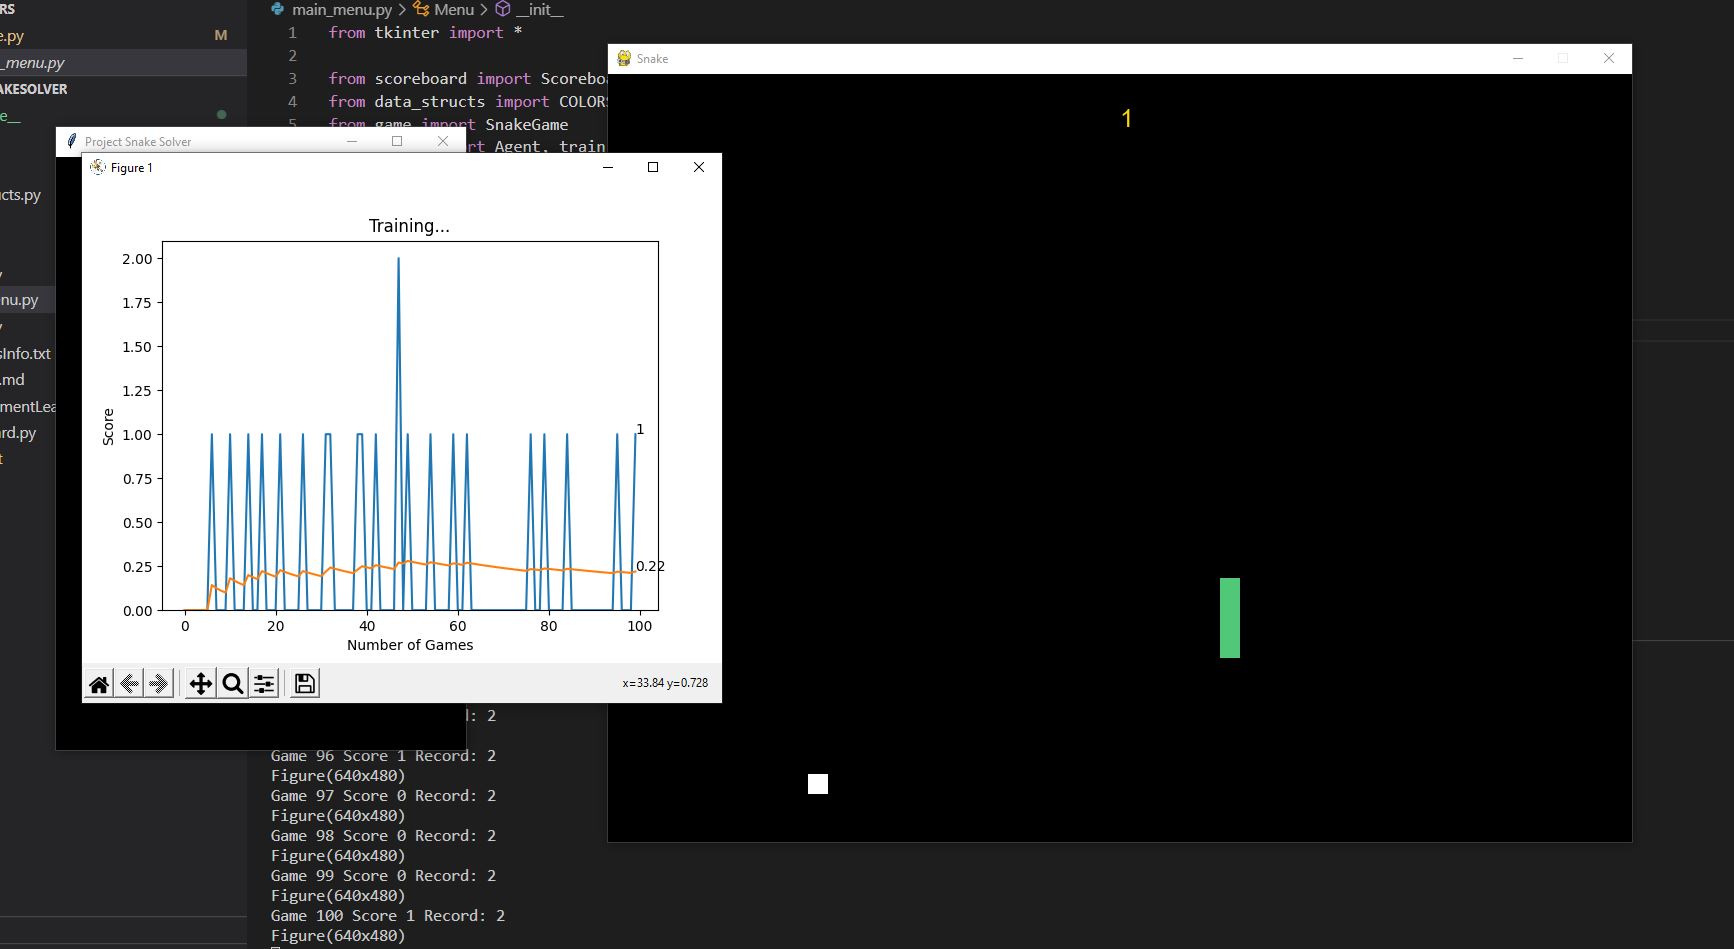 RS
e.py M
_menu.py
AKESOLVER
e__
cts.py
nu.py
sInfo.txt
.md
mentLea
rd.py
t
main_menu.py > Menu > __init__
1 from tkinter import *
2
3 from scoreboard import Scorebo
4 from data_structs import COLORS
5 from game import SnakeGame
rt Agent, train
Project Snake Solver
Figure 1
Training...
Score
2.00
1.75
1.50
1.25
1.00
0.75
0.50
0.25
0.00
1
0.22
0 20 40 60 80 100
Number of Games
x=33.84 y=0.728
d: 2
Game 96 Score 1 Record: 2
Figure(640x480)
Game 97 Score 0 Record: 2
Figure(640x480)
Game 98 Score 0 Record: 2
Figure(640x480)
Game 99 Score 0 Record: 2
Figure(640x480)
Game 100 Score 1 Record: 2
Figure(640x480)
Snake
1